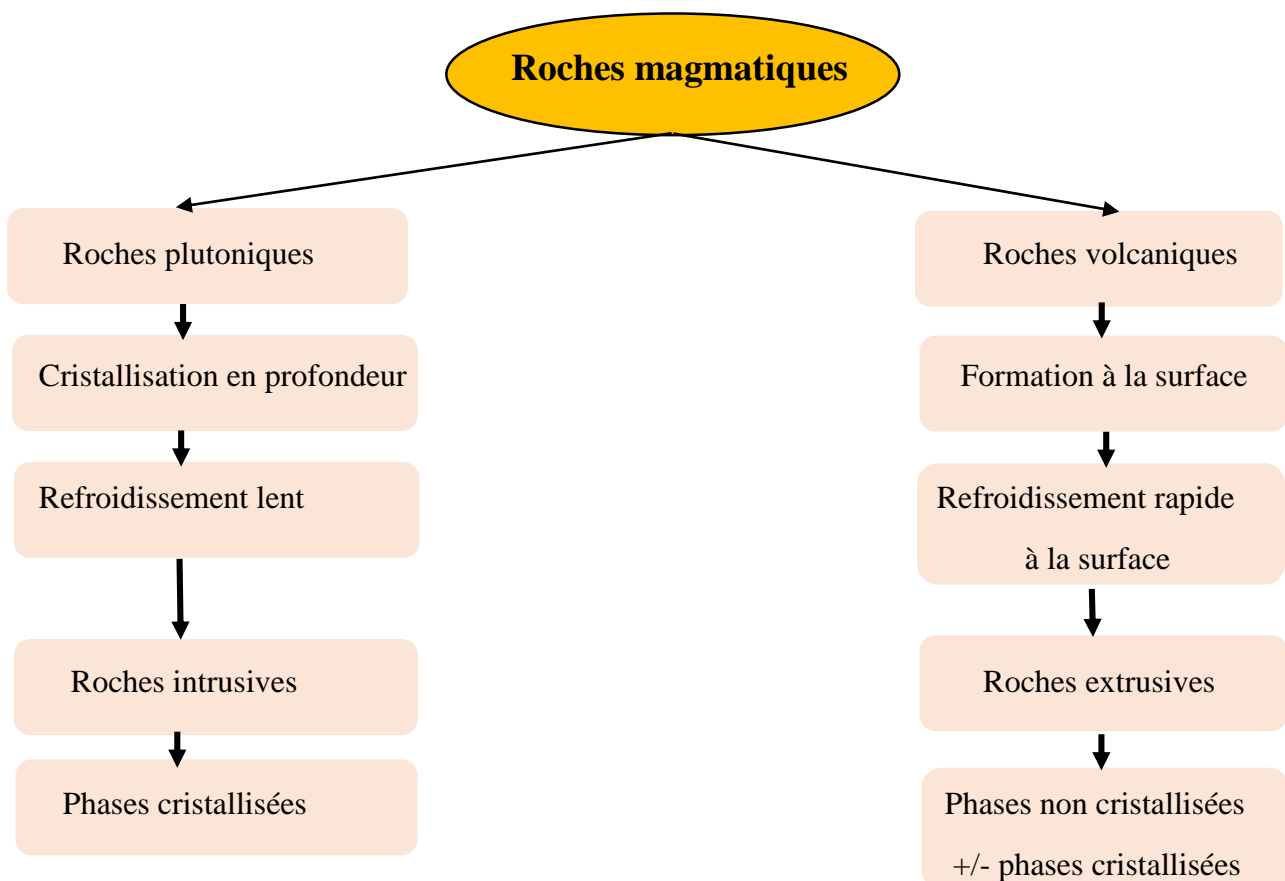 Roches magmatiques
Roches plutoniques
Cristallisation en profondeur
Refroidissement lent
Roches intrusives
Phases cristallisées
Roches volcaniques
Formation à la surface
Refroidissement rapide
à la surface
Roches extrusives
Phases non cristallisées
+/- phases cristallisées